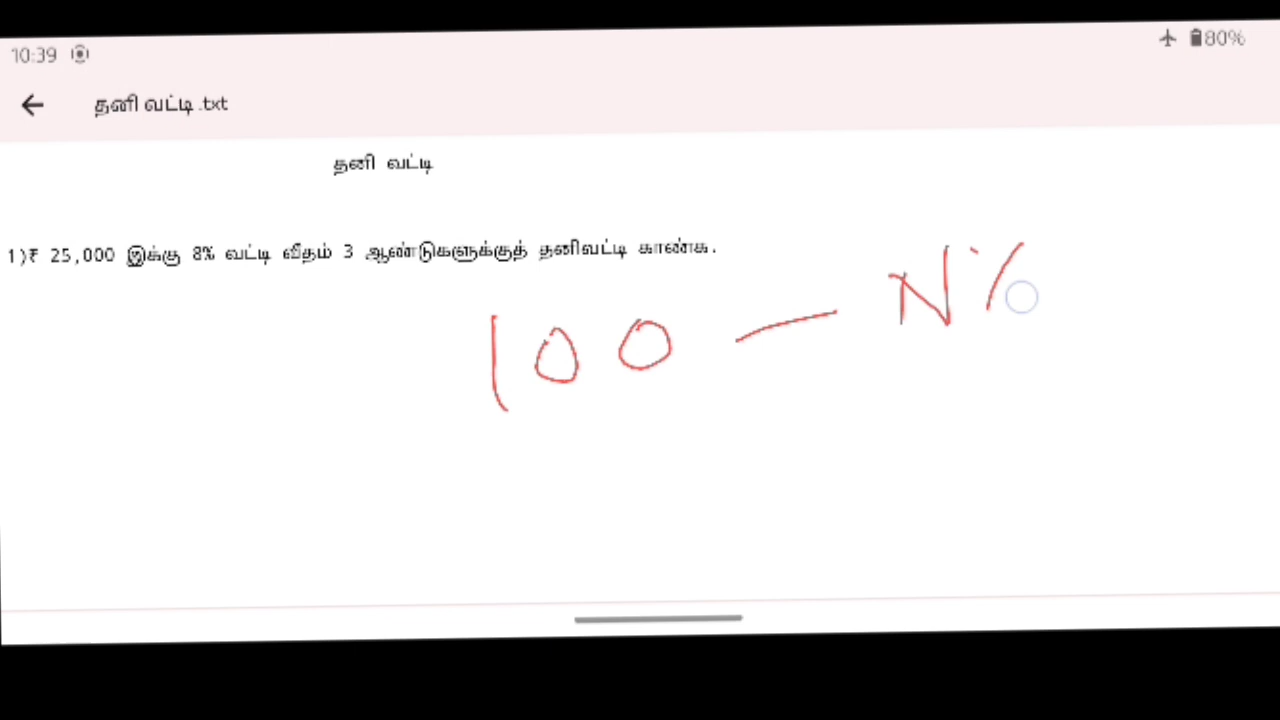 10:39 80%
தனி வட்டி .txt
தனி வட்டி
1)₹ 25,000 இக்கு 8% வட்டி வீதம் 3 ஆண்டுகளுக்குத் தனிவட்டி காண்க.
100 — N%